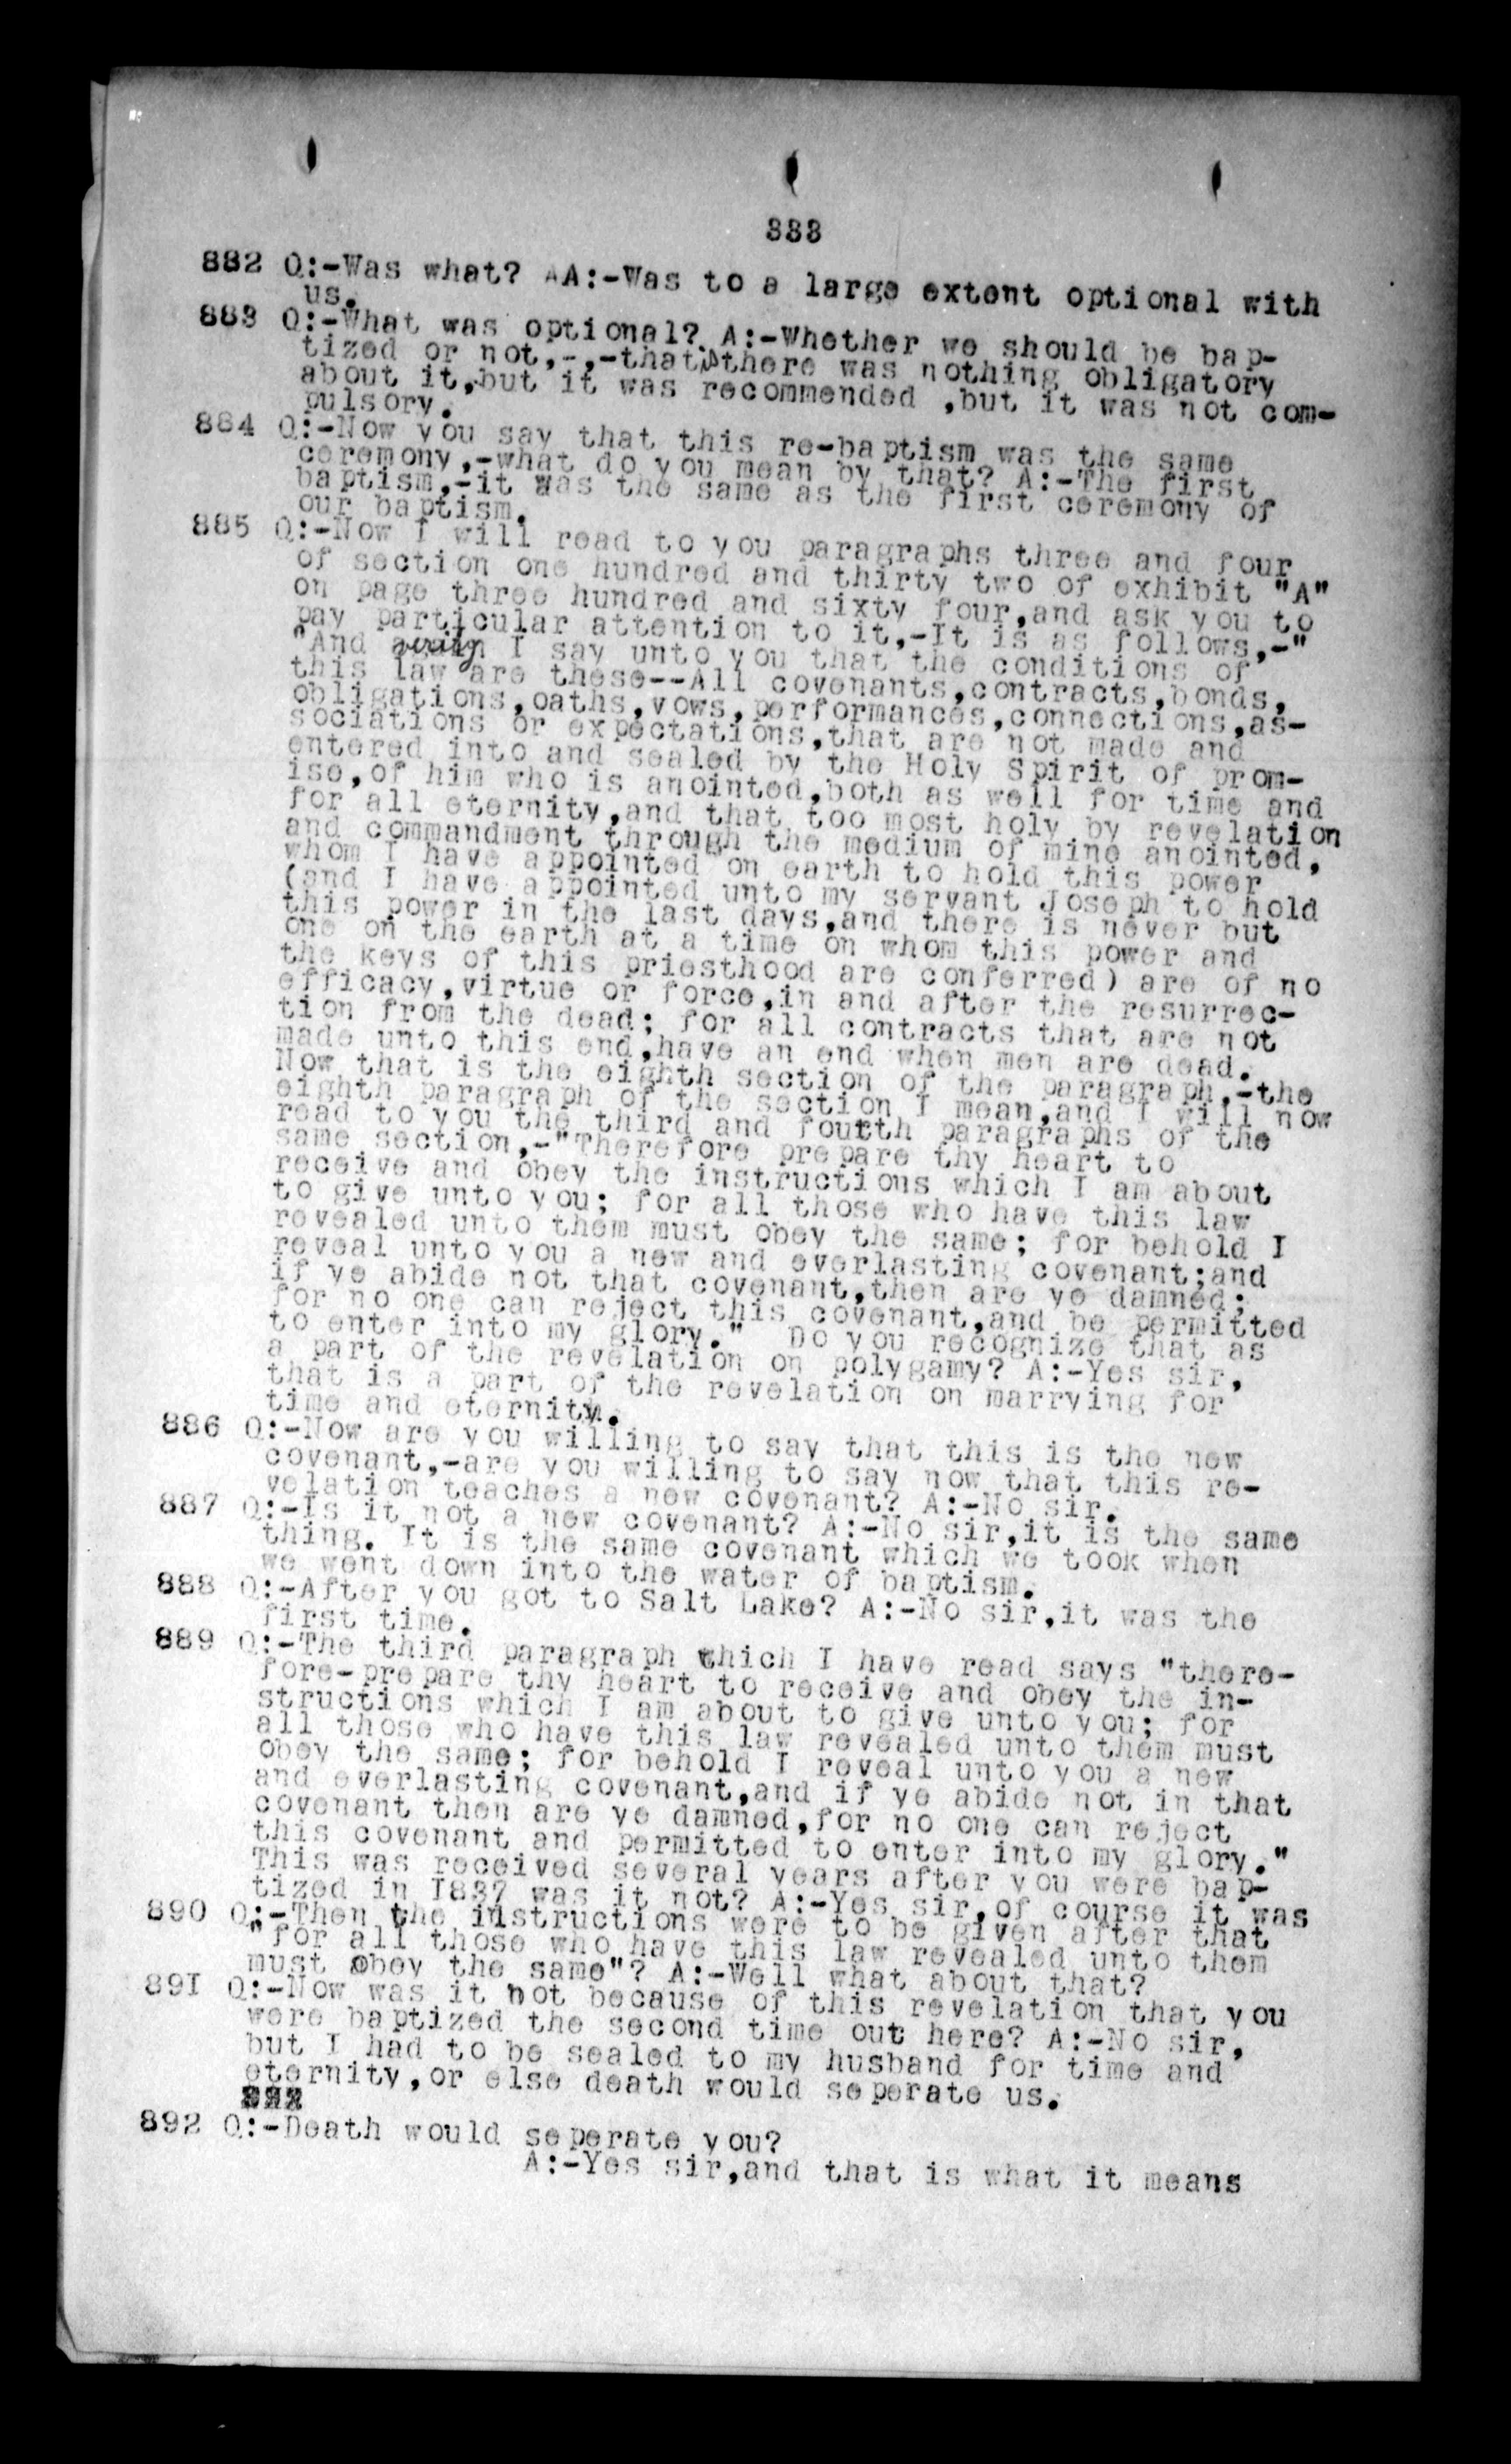 333
882 Q:-Was what? AA:-Was to a large extent optional with
us.
883 Q:-What was optional? A:-Whether we should be bap-
tized or not,-,-that there was nothing obligatory
about it, but it was recommended ,but it was not com-
pulsory.
884 Q:-Now you say that this re-baptism was the same
ceremony,-what do you mean by that? A:-The first
baptism,-it was the same as the first ceremony of
our baptism.
885 Q:-Now I will read to you paragraphs three and four
of section one hundred and thirty two of exhibit "A"
on page three hundred and sixty four,and ask you to
pay particular attention to it,-It is as follows,-"
"And verily I say unto you that the conditions of
this law are these--All covenants,contracts,bonds,
obligations,oaths,vows,performances,connections,as-
sociations or expectations,that are not made and
entered into and sealed by the Holy Spirit of prom-
ise,of him who is anointed,both as well for time and
for all eternity,and that too most holy by revelation
and commandment through the medium of mine anointed,
whom I have appointed on earth to hold this power
(and I have appointed unto my servant Joseph to hold
this power in the last days,and there is never but
one on the earth at a time on whom this power and
the keys of this priesthood are conferred) are of no
efficacy,virtue or force,in and after the resurrec-
tion from the dead; for all contracts that are not
made unto this end,have an end when men are dead.
Now that is the eighth section of the paragraph,-the
eighth paragraph of the section I mean,and I will now
read to you the third and fourth paragraphs of the
same section,-"Therefore prepare thy heart to
receive and obey the instructions which I am about
to give unto you; for all those who have this law
revealed unto them must obey the same; for behold I
reveal unto you a new and everlasting covenant;and
if ye abide not that covenant,then are ye damned;
for no one can reject this covenant,and be permitted
to enter into my glory." Do you recognize that as
a part of the revelation on polygamy? A:-Yes sir,
that is a part of the revelation on marrying for
time and eternity.
886 Q:-Now are you willing to say that this is the new
covenant,-are you willing to say now that this re-
velation teaches a new covenant? A:-No sir.
887 Q:-Is it not a new covenant? A:-No sir,it is the same
thing. It is the same covenant which we took when
we went down into the water of baptism.
888 Q:-After you got to Salt Lake? A:-No sir,it was the
first time.
889 Q:-The third paragraph which I have read says "there-
fore-prepare thy heart to receive and obey the in-
structions which I am about to give unto you; for
all those who have this law revealed unto them must
obey the same; for behold I reveal unto you a new
and everlasting covenant,and if ye abide not in that
covenant then are ye damned,for no one can reject
this covenant and permitted to enter into my glory."
This was received several years after you were bap-
tized in 1837 was it not? A:-Yes sir,of course it was
890 Q:-Then the instructions were to be given after that
"for all those who have this law revealed unto them
must obey the same"? A:-Well what about that?
891 Q:-Now was it not because of this revelation that you
were baptized the second time out here? A:-No sir,
but I had to be sealed to my husband for time and
eternity,or else death would seperate us.
892 Q:-Death would seperate you?
A:-Yes sir,and that is what it means